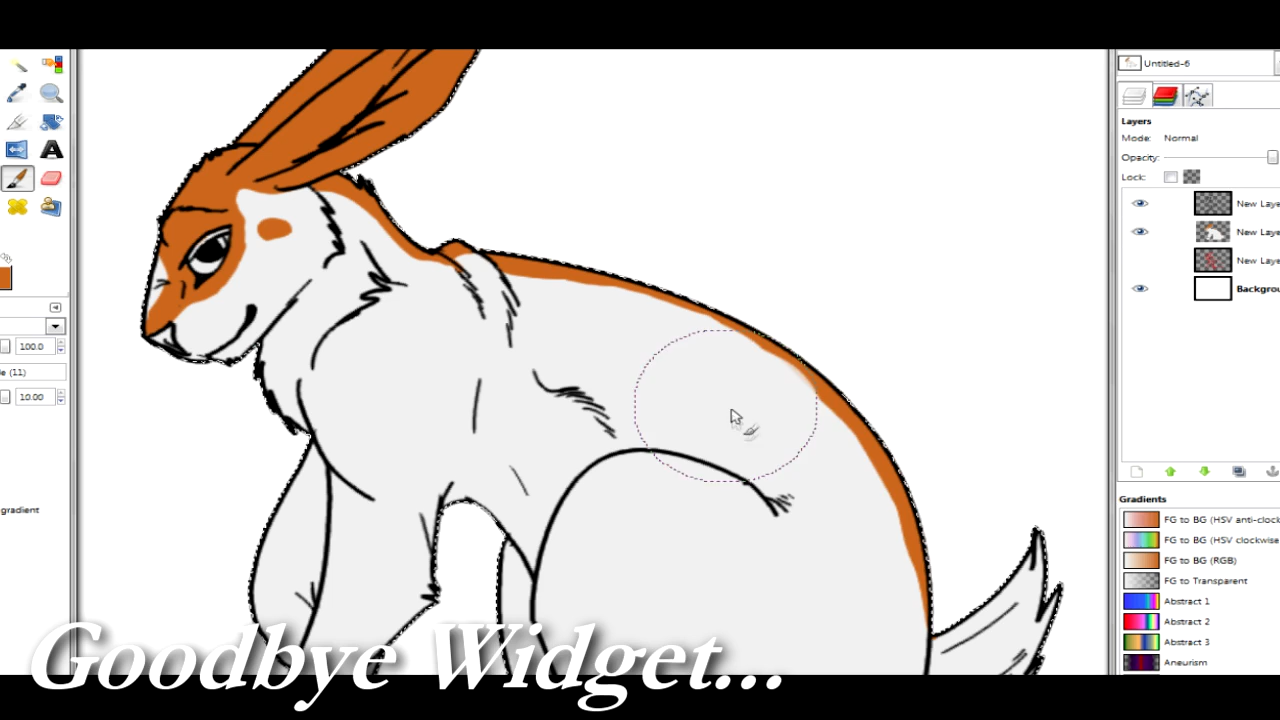 Untitled-6
Layers
Mode: Normal
Opacity:
Lock:
New Laye
New Laye
New Laye
Backgrou
100.0
(11)
10.00
gradient
Gradients
FG to BG (HSV anti-clock
FG to BG (HSV clockwise
FG to BG (RGB)
FG to Transparent
Abstract 1
Abstract 2
Abstract 3
Aneurism
Goodbye Widget...